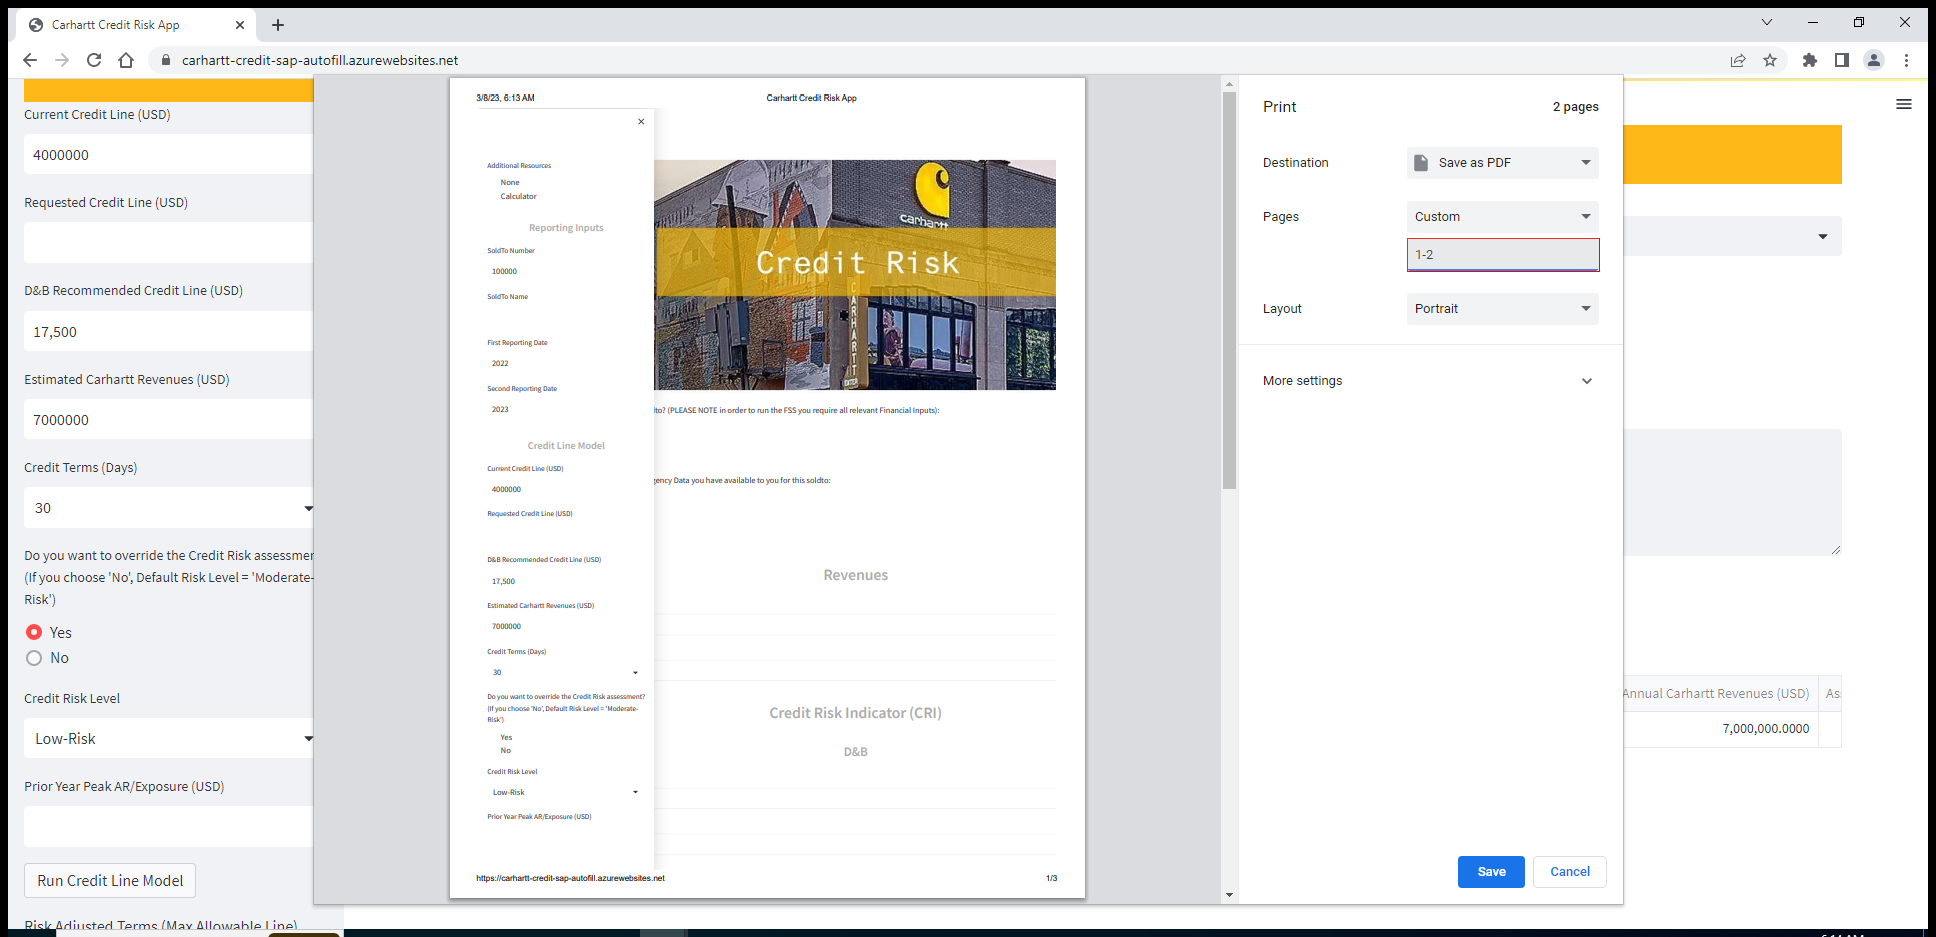 Carhartt Credit Risk App
carhartt-credit-sap-autofill.azurewebsites.net
Current Credit Line (USD)
4000000
Requested Credit Line (USD)
D&B Recommended Credit Line (USD)
17,500
Estimated Carhartt Revenues (USD)
7000000
Credit Terms (Days)
30
Do you want to override the Credit Risk
(If you choose 'No', Default Risk Level = 'Moderate-
Risk')
Yes
No
Credit Risk Level
Low-Risk
Prior Year Peak AR/Exposure (USD)
Run Credit Line Model
Risk Adjusted Terms (Max Allowable Line)
3/8/23, 6:13 AM
Carhartt Credit Risk App
Additional Resources
None
Calculator
Reporting Inputs
SoldTo Number
100000
SoldTo Name
First Reporting Date
2022
Second Reporting Date
2023
Credit Line Model
Current Credit Line (USD)
4000000
Requested Credit Line (USD)
D&B Recommended Credit Line (USD)
17,500
Estimated Carhartt Revenues (USD)
7000000
Credit Terms (Days)
30
Do you want to override the Credit Risk assessment?
(If you choose 'No', Default Risk Level = 'Moderate-
Risk')
Yes
No
Credit Risk Level
Low-Risk
Prior Year Peak AR/Exposure (USD)
carhartt
Credit Risk
CARHARTT
(PLEASE NOTE in order to run the FSS you require all relevant Financial Inputs):
Data you have available to you for this soldto:
Revenues
Credit Risk Indicator (CRI)
D&B
https://carhartt-credit-sap-autofill.azurewebsites.net
1/3
Print
2 pages
Destination
Save as PDF
Pages
Custom
1-2
Layout
Portrait
More settings
Save
Cancel
Annual Carhartt Revenues (USD)
7,000,000.0000